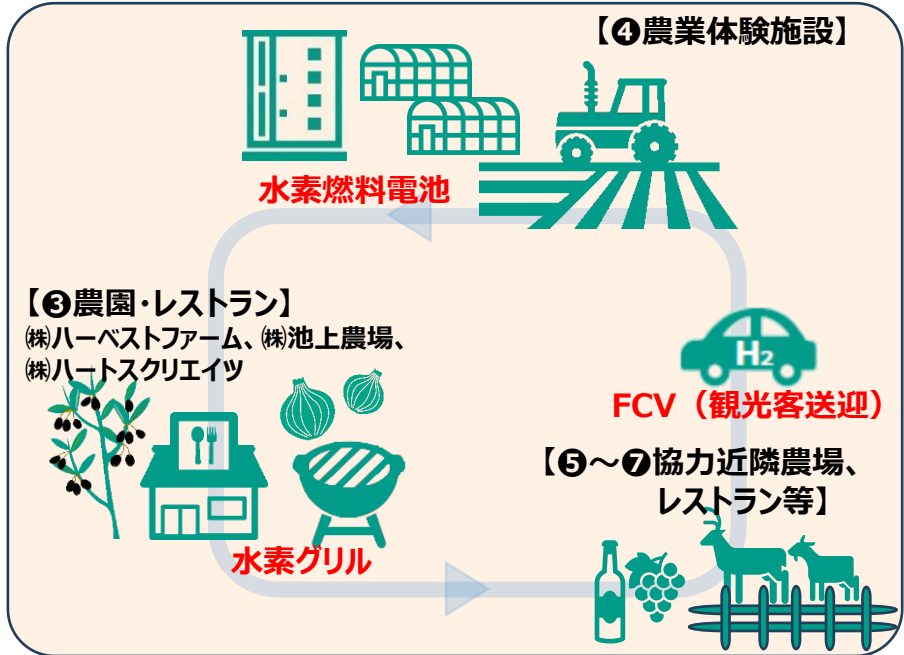 【❹農業体験施設】
水素燃料電池
【❸農園・レストラン】
㈱ハーベストファーム、㈱池上農場、
㈱ハートスクリエイツ
H₂
FCV（観光客送迎）
【❺～❼協力近隣農場、
レストラン等】
水素グリル